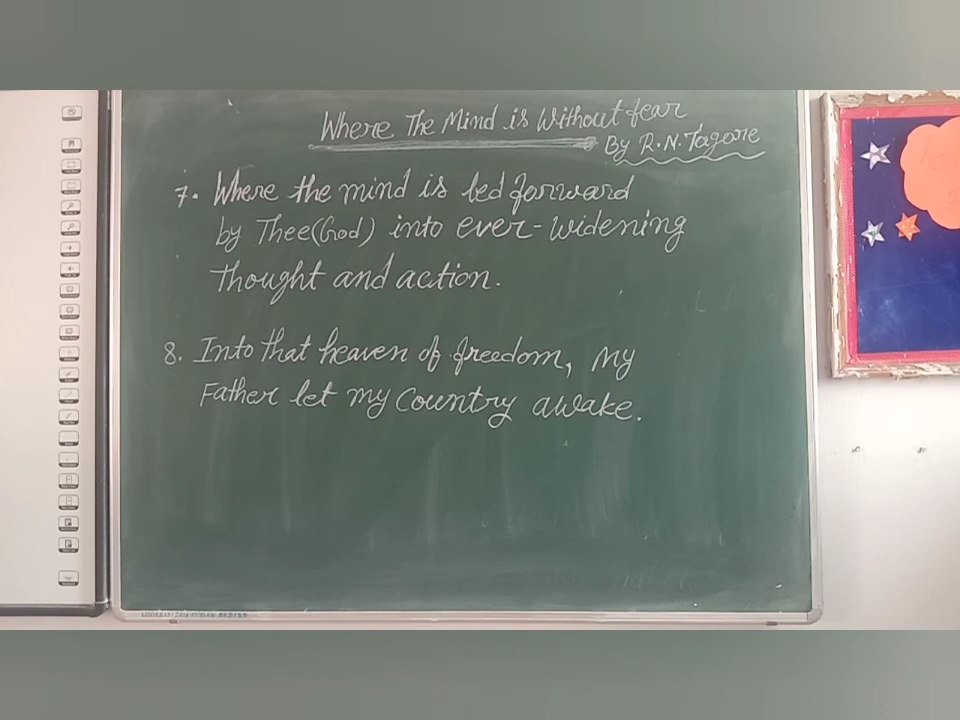 Where The Mind is Without fear
By R.N.Tagore
7. Where the mind is led forward
by Thee(God) into ever-widening
thought and action.
8. Into that heaven of freedom, My
Father let my Country awake.